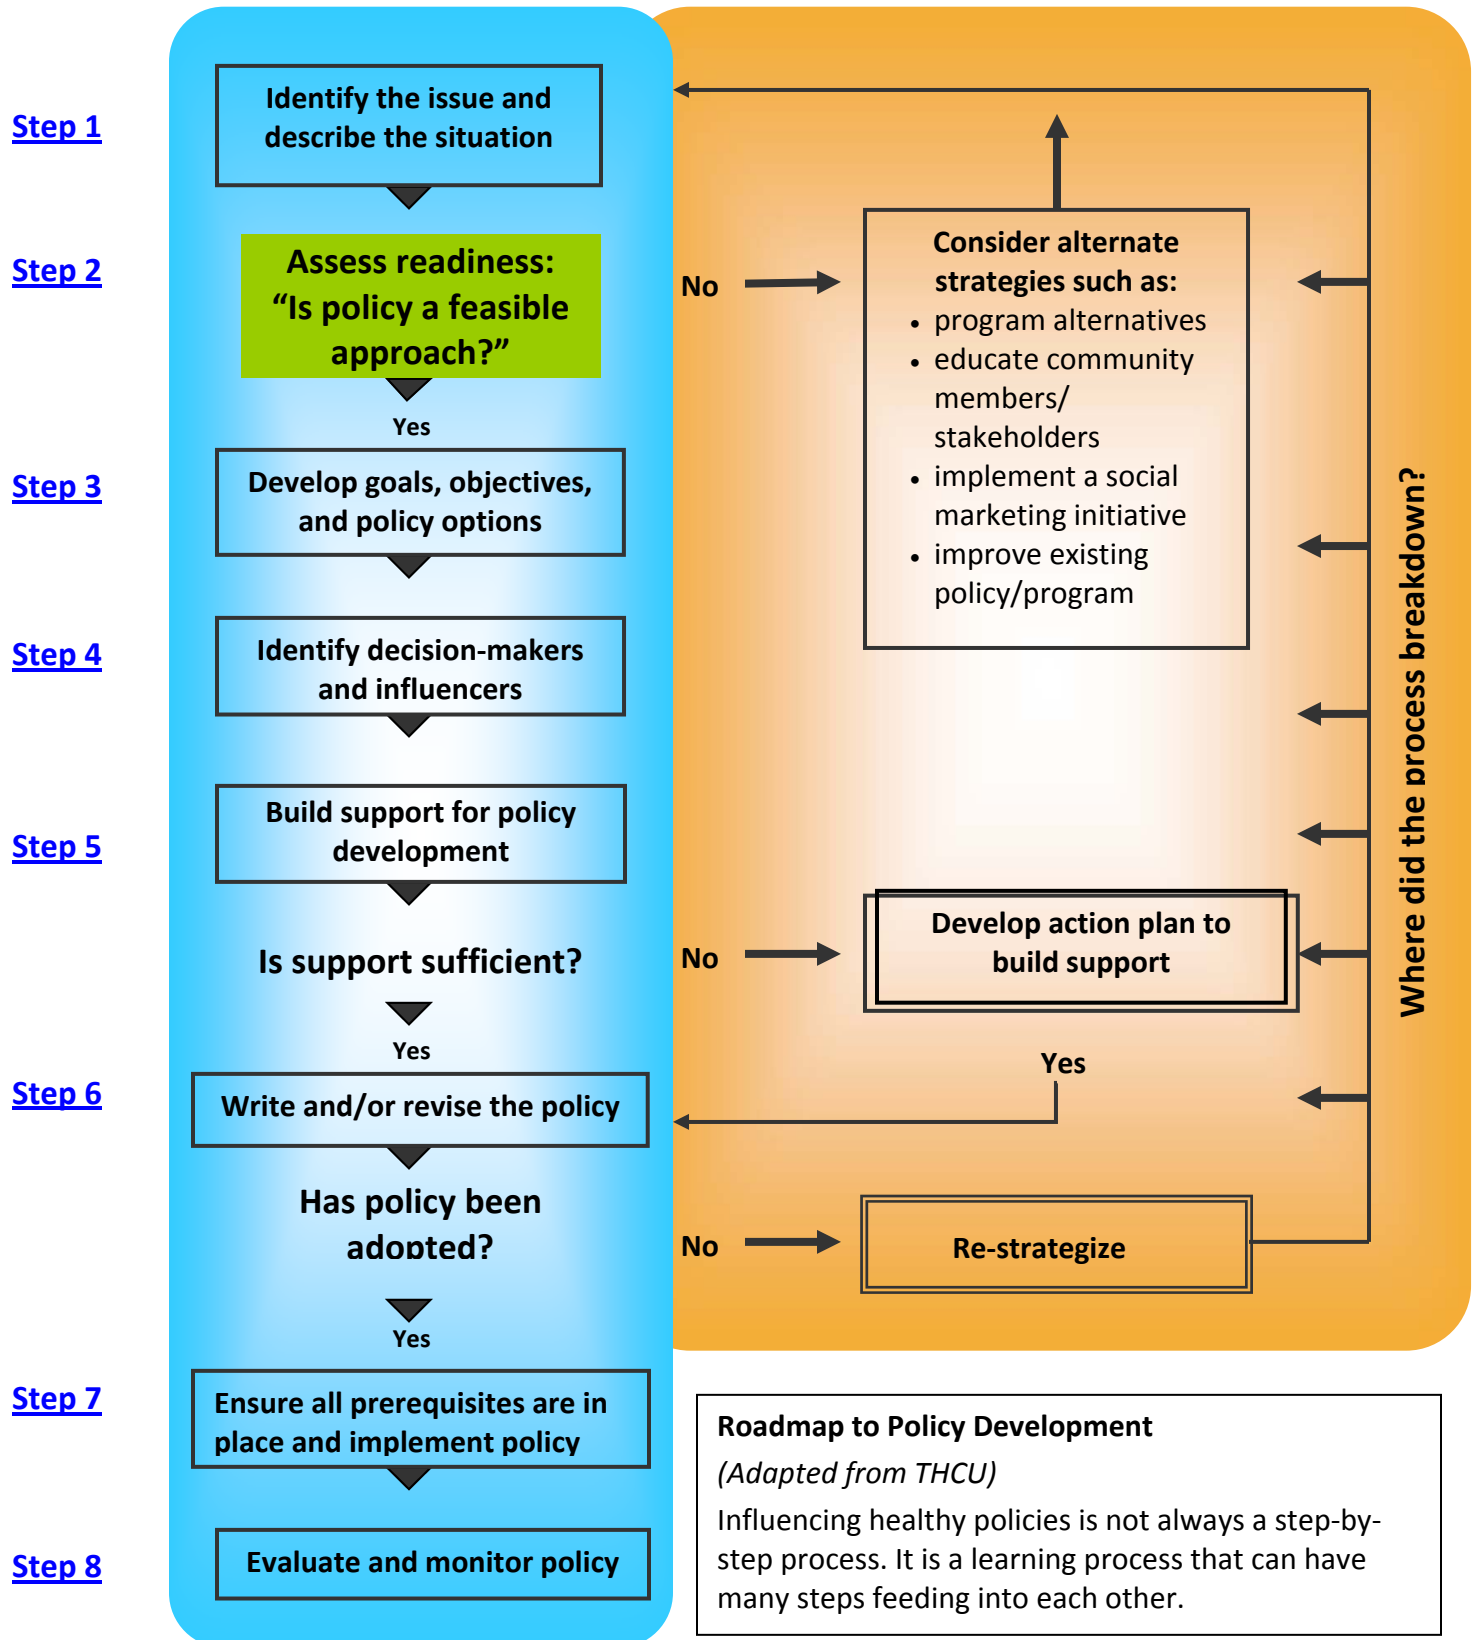 Step 1
Identify the issue and
describe the situation
Step 2
Assess readiness:
“Is policy a feasible
approach?”
No
Consider alternate
strategies such as:
• program alternatives
• educate community
members/
stakeholders
• implement a social
marketing initiative
• improve existing
policy/program
Yes
Step 3
Develop goals, objectives,
and policy options
Step 4
Identify decision-makers
and influencers
Step 5
Build support for policy
development
Is support sufficient?
No
Develop action plan to
build support
Yes
Yes
Step 6
Write and/or revise the policy
Has policy been
adopted?
No
Re-strategize
Where did the process breakdown?
Yes
Step 7
Ensure all prerequisites are in
place and implement policy
Step 8
Evaluate and monitor policy
Roadmap to Policy Development
(Adapted from THCU)
Influencing healthy policies is not always a step-by-
step process. It is a learning process that can have
many steps feeding into each other.